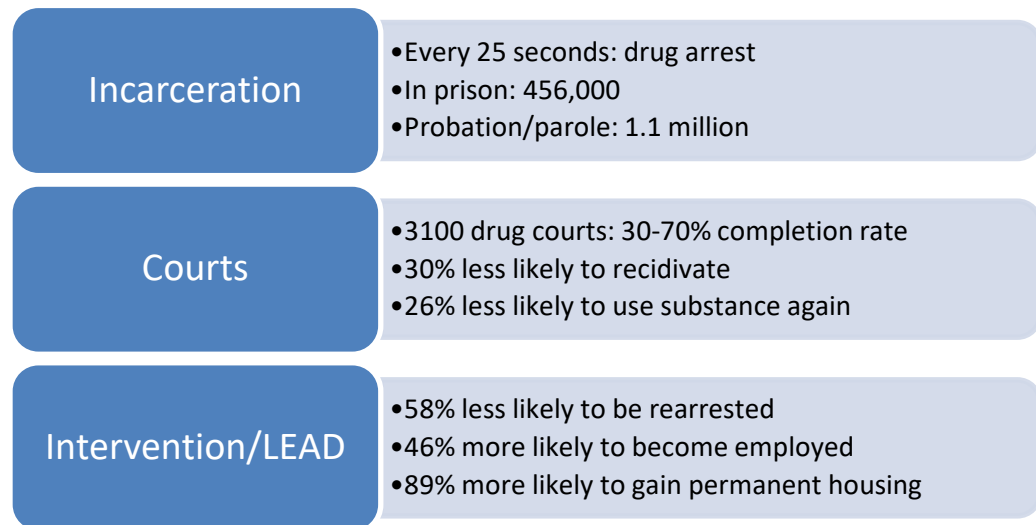 Incarceration
•Every 25 seconds: drug arrest
•In prison: 456,000
•Probation/parole: 1.1 million
Courts
•3100 drug courts: 30-70% completion rate
•30% less likely to recidivate
•26% less likely to use substance again
Intervention/LEAD
•58% less likely to be rearrested
•46% more likely to become employed
•89% more likely to gain permanent housing